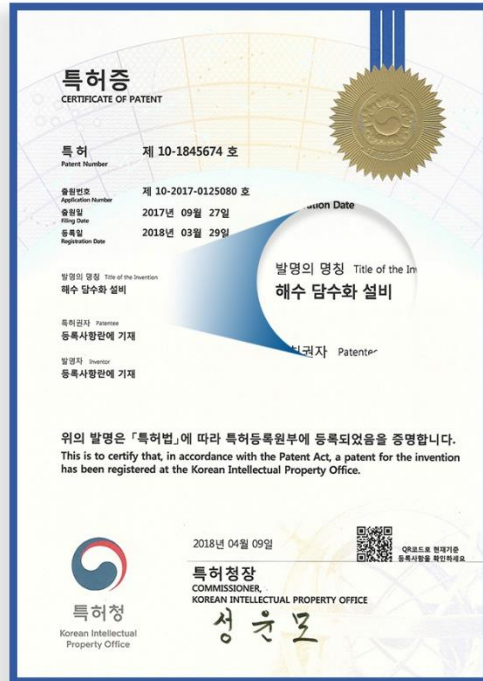 특허증
CERTIFICATE OF PATENT
특 허 제 10-1845674 호
Patent Number
출원번호 제 10-2017-0125080 호
Application Number
출원일 2017년 09월 27일
Filing Date
등록일 2018년 03월 29일
Registration Date
ation Date
발명의 명칭 Title of the Invention
해수 담수화 설비
발명의 명칭 Title of the In
해수 담수화 설비
특허권자 Patentee
등록사항란에 기재
허권자 Patentee
발명자 Inventor
등록사항란에 기재
위의 발명은 「특허법」에 따라 특허등록원부에 등록되었음을 증명합니다.
This is to certify that, in accordance with the Patent Act, a patent for the invention
has been registered at the Korean Intellectual Property Office.
2018년 04월 09일
QR코드로 현재기준
등록사항을 확인하세요
특허청장
COMMISSIONER,
KOREAN INTELLECTUAL PROPERTY OFFICE
성윤모
특허청
Korean Intellectual
Property Office